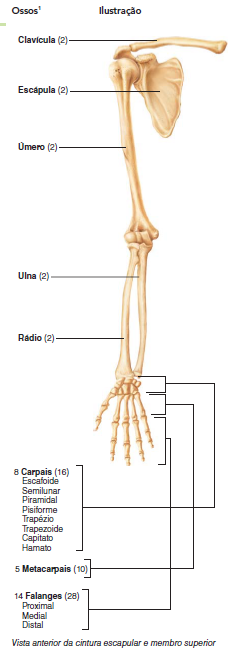 Ossos¹ Ilustração
Clavícula (2)
Escápula (2)
Úmero (2)
Ulna (2)
Rádio (2)
8 Carpais (16)
Escafoide
Semilunar
Piramidal
Pisiforme
Trapézio
Trapezoide
Capitato
Hamato
5 Metacarpais (10)
14 Falanges (28)
Proximal
Medial
Distal
Vista anterior da cintura escapular e membro superior